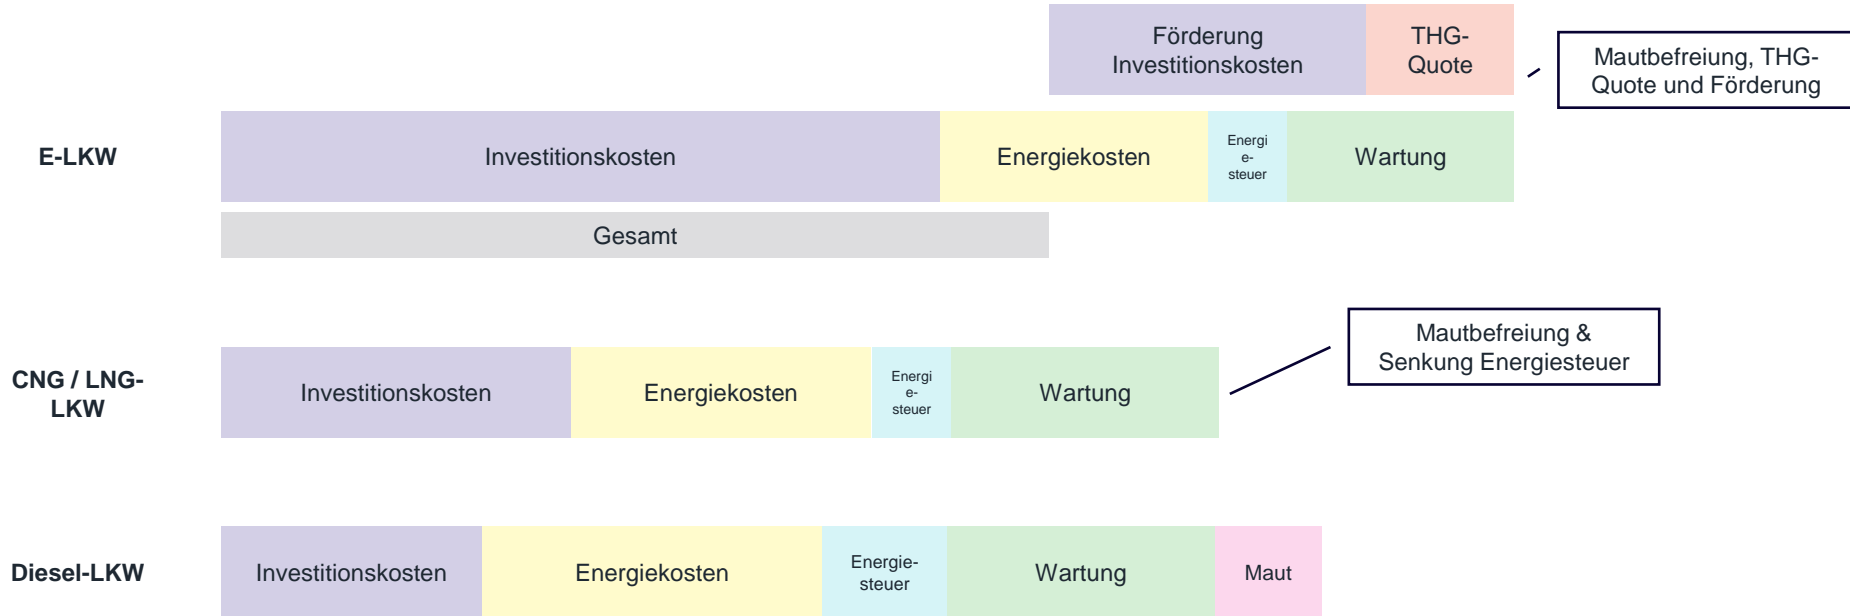 Förderung
Investitionskosten
THG-
Quote
Mautbefreiung, THG-
Quote und Förderung
E-LKW
Investitionskosten
Energiekosten
Energi
e-
steuer
Wartung
Gesamt
Mautbefreiung &
Senkung Energiesteuer
CNG / LNG-
LKW
Investitionskosten
Energiekosten
Energi
e-
steuer
Wartung
Diesel-LKW
Investitionskosten
Energiekosten
Energie-
steuer
Wartung
Maut